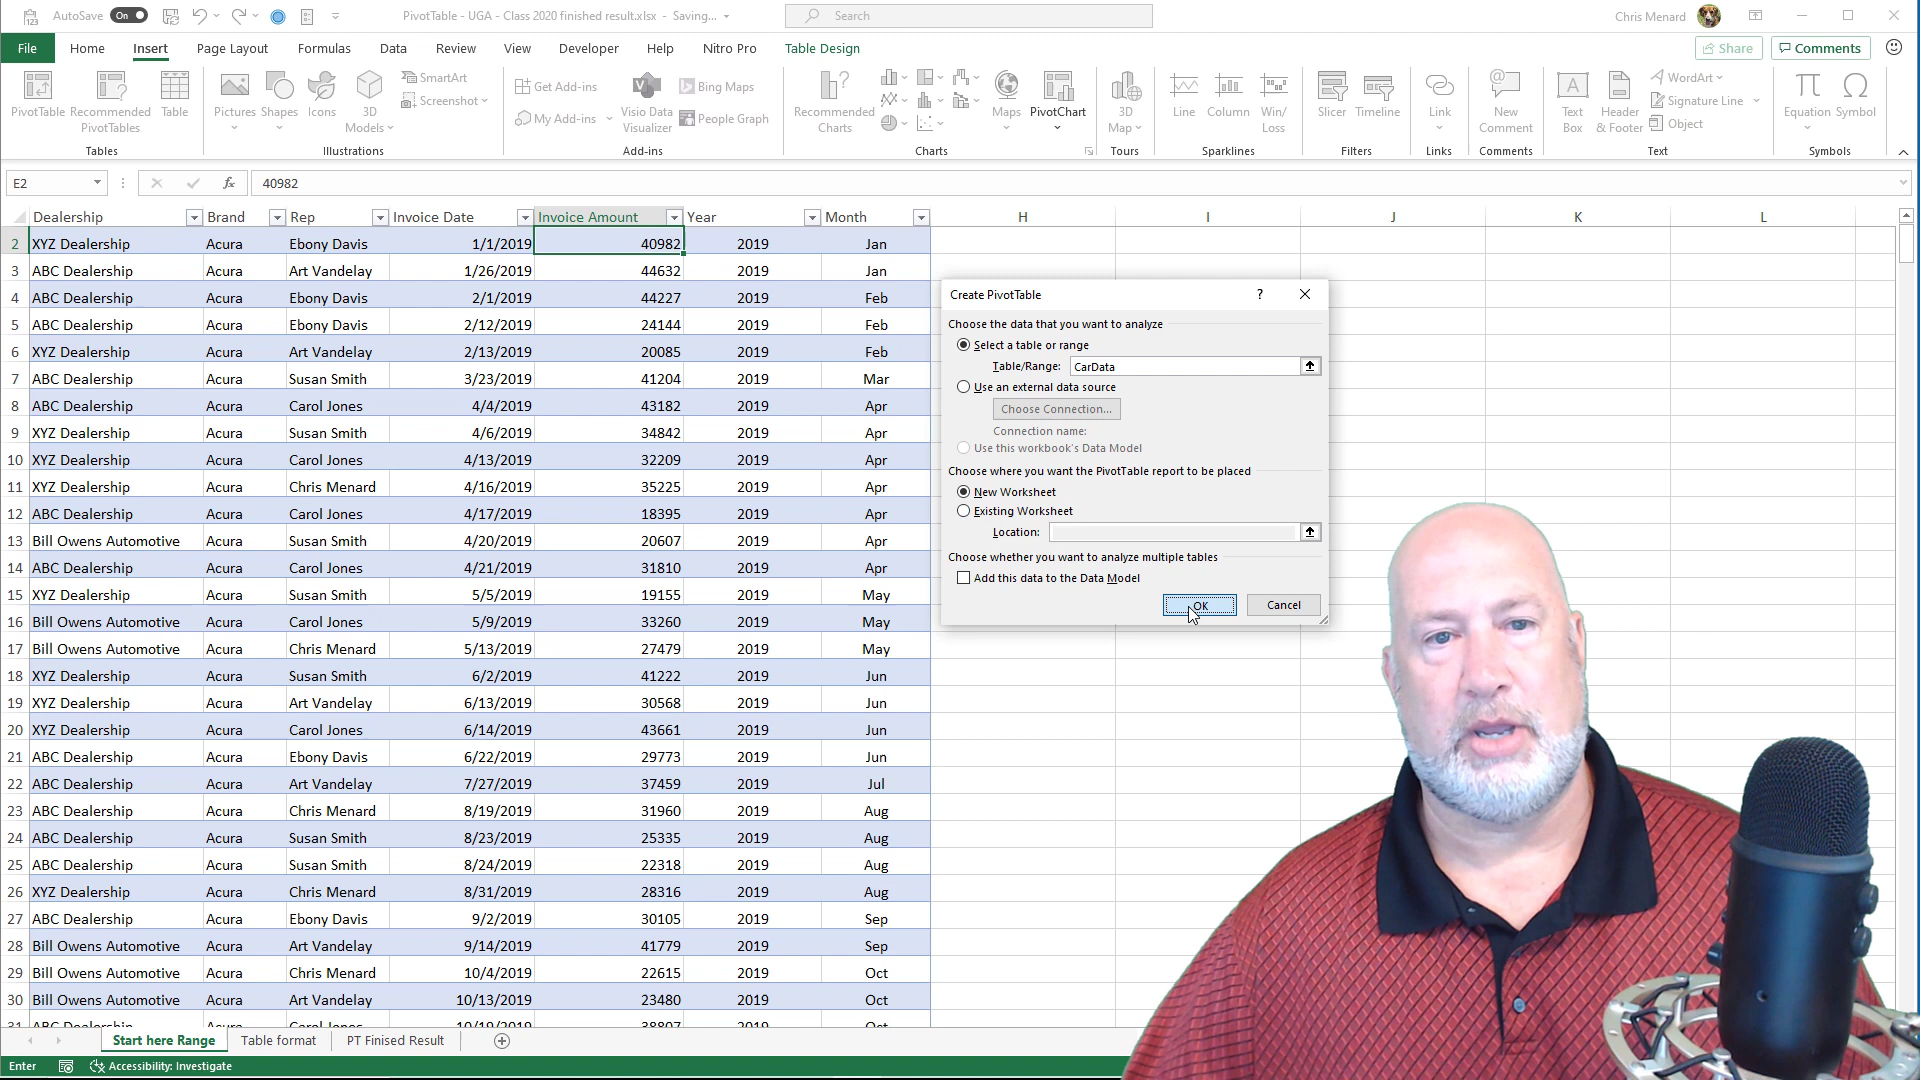 AutoSave On PivotTable - UGA - Class 2020 finished result.xlsx - Saving... Search Chris Menard
File Home Insert Page Layout Formulas Data Review View Developer Help Nitro Pro Table Design Share Comments
PivotTable Recommended PivotTables Table
Tables
Pictures Shapes Icons 3D Models SmartArt Screenshot
Illustrations
Get Add-ins My Add-ins Visio Data Visualizer Bing Maps People Graph
Add-ins
Recommended Charts Maps PivotChart
Charts
3D Map
Tours
Line Column Win/Loss
Sparklines
Slicer Timeline
Filters
Link
Links
New Comment
Comments
Text Box Header & Footer WordArt Signature Line Object
Text
Equation Symbol
Symbols
E2 fx 40982
Dealership Brand Rep Invoice Date Invoice Amount Year Month H I J K L
2 XYZ Dealership Acura Ebony Davis 1/1/2019 40982 2019 Jan
3 ABC Dealership Acura Art Vandelay 1/26/2019 44632 2019 Jan
4 ABC Dealership Acura Ebony Davis 2/1/2019 44227 2019 Feb
5 ABC Dealership Acura Ebony Davis 2/12/2019 24144 2019 Feb
6 XYZ Dealership Acura Art Vandelay 2/13/2019 20085 2019 Feb
7 ABC Dealership Acura Susan Smith 3/23/2019 41204 2019 Mar
8 ABC Dealership Acura Carol Jones 4/4/2019 43182 2019 Apr
9 XYZ Dealership Acura Susan Smith 4/6/2019 34842 2019 Apr
10 XYZ Dealership Acura Carol Jones 4/13/2019 32209 2019 Apr
11 XYZ Dealership Acura Chris Menard 4/16/2019 35225 2019 Apr
12 ABC Dealership Acura Carol Jones 4/17/2019 18395 2019 Apr
13 Bill Owens Automotive Acura Susan Smith 4/20/2019 20607 2019 Apr
14 ABC Dealership Acura Carol Jones 4/21/2019 31810 2019 Apr
15 XYZ Dealership Acura Susan Smith 5/5/2019 19155 2019 May
16 Bill Owens Automotive Acura Carol Jones 5/9/2019 33260 2019 May
17 Bill Owens Automotive Acura Chris Menard 5/13/2019 27479 2019 May
18 XYZ Dealership Acura Susan Smith 6/2/2019 41222 2019 Jun
19 XYZ Dealership Acura Art Vandelay 6/13/2019 30568 2019 Jun
20 XYZ Dealership Acura Carol Jones 6/14/2019 43661 2019 Jun
21 ABC Dealership Acura Ebony Davis 6/22/2019 29773 2019 Jun
22 ABC Dealership Acura Art Vandelay 7/27/2019 37459 2019 Jul
23 ABC Dealership Acura Chris Menard 8/19/2019 31960 2019 Aug
24 ABC Dealership Acura Susan Smith 8/23/2019 25335 2019 Aug
25 ABC Dealership Acura Susan Smith 8/24/2019 22318 2019 Aug
26 XYZ Dealership Acura Chris Menard 8/31/2019 28316 2019 Aug
27 ABC Dealership Acura Ebony Davis 9/2/2019 30105 2019 Sep
28 Bill Owens Automotive Acura Art Vandelay 9/14/2019 41779 2019 Sep
29 Bill Owens Automotive Acura Chris Menard 10/4/2019 22615 2019 Oct
30 Bill Owens Automotive Acura Art Vandelay 10/13/2019 23480 2019 Oct
31 ABC Dealership Acura Carol Jones 10/19/2019 38807 2019 Oct
Create PivotTable ?
Choose the data that you want to analyze
Select a table or range
Table/Range: CarData
Use an external data source
Choose Connection...
Connection name:
Use this workbook's Data Model
Choose where you want the PivotTable report to be placed
New Worksheet
Existing Worksheet
Location:
Choose whether you want to analyze multiple tables
Add this data to the Data Model
OK Cancel
Start here Range Table format PT Finised Result
Enter Accessibility: Investigate